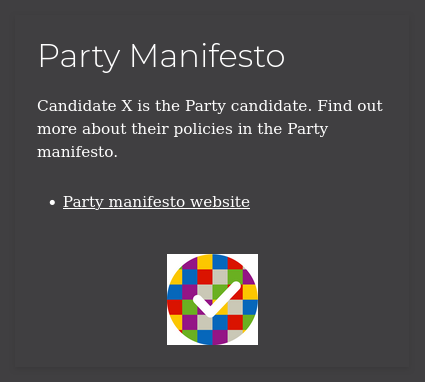 Party Manifesto
Candidate X is the Party candidate. Find out
more about their policies in the Party
manifesto.
• Party manifesto website